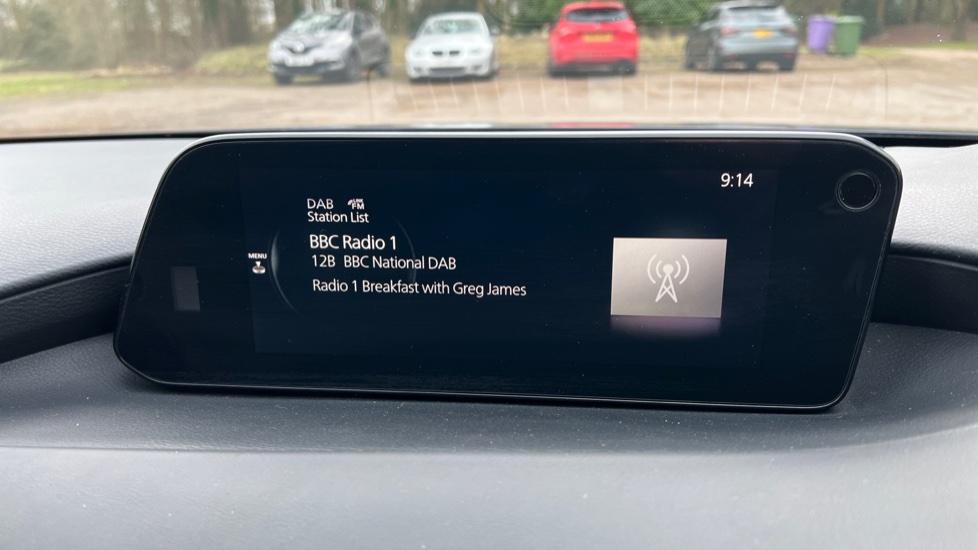 9:14
DAB LINK FM
Station List
BBC Radio 1
12B BBC National DAB
Radio 1 Breakfast with Greg James
MENU